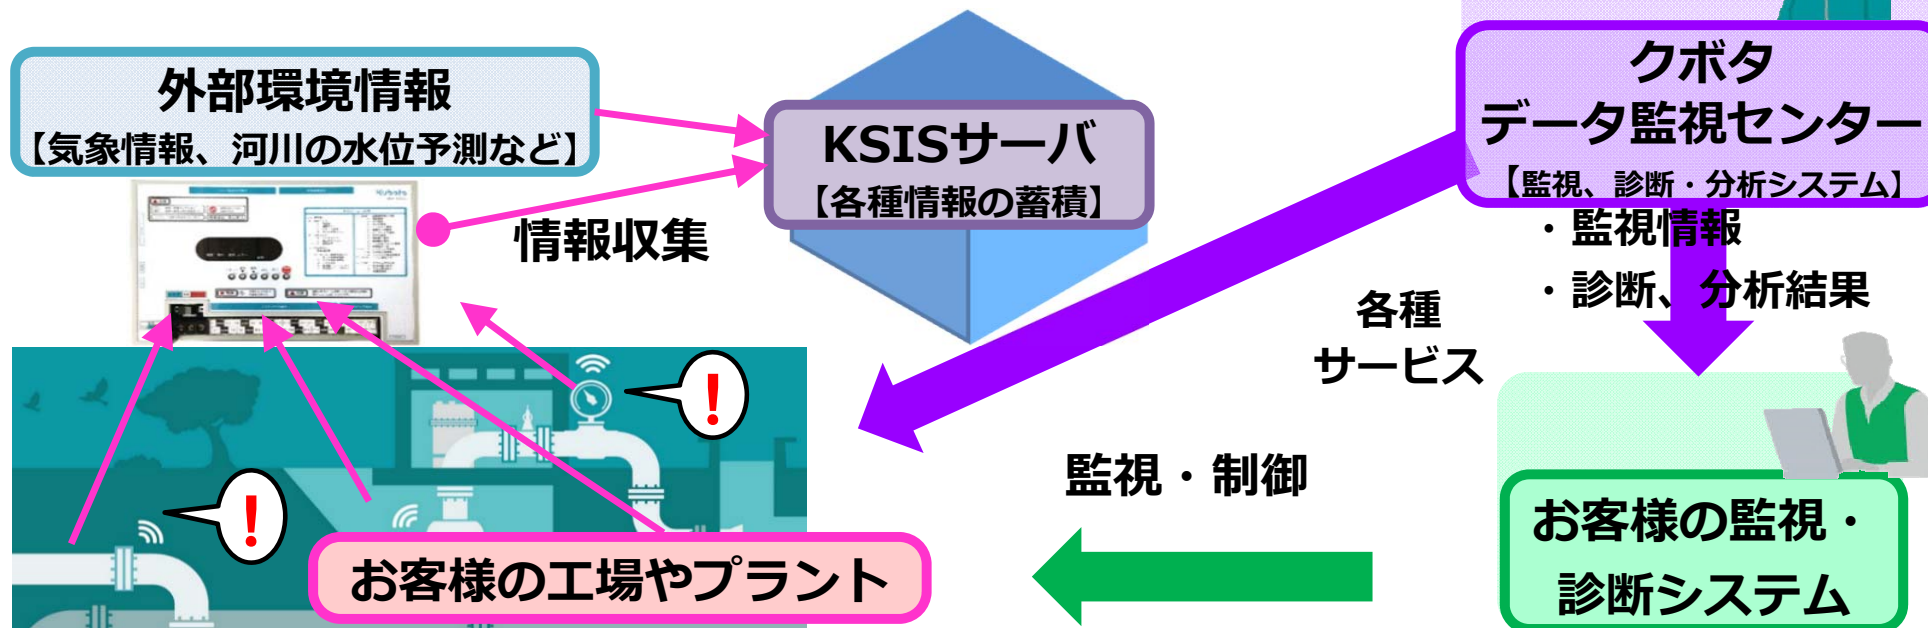 外部環境情報
【気象情報、河川の水位予測など】
KSISサーバ
【各種情報の蓄積】
クボタ
データ監視センター
【監視、診断・分析システム】
・監視情報
・診断、分析結果
Kubota
情報収集
各種
サービス
!
!
監視・制御
お客様の工場やプラント
お客様の監視・
診断システム